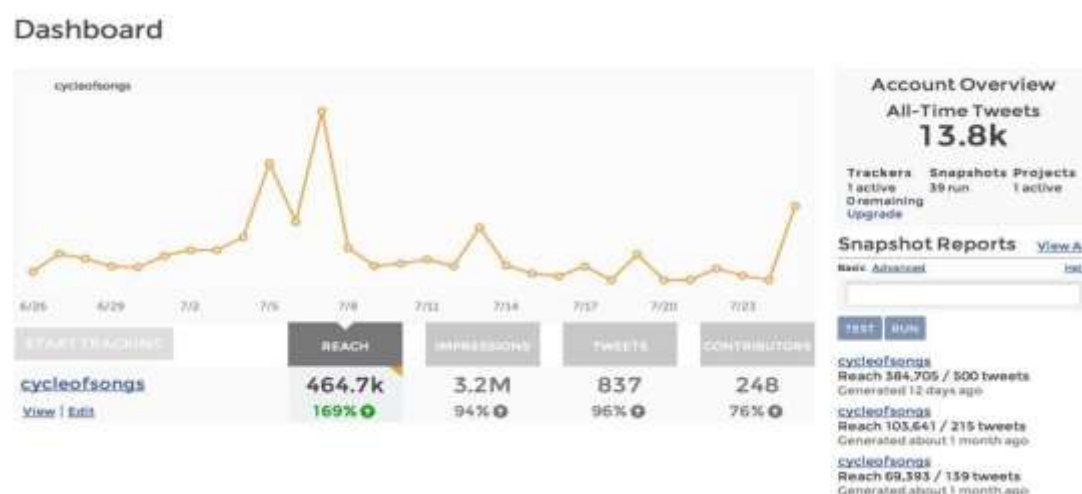 Dashboard
cycleofsongs
6/26 6/29 7/2 7/5 7/8 7/11 7/14 7/17 7/20 7/23
START TRACKING
REACH
IMPRESSIONS
TWEETS
CONTRIBUTORS
cycleofsongs
View | Edit
464.7k
169%
3.2M
94%
837
96%
248
76%
Account Overview
All-Time Tweets
13.8k
Trackers Snapshots Projects
1 active 39 run 1 active
0 remaining
Upgrade
Snapshot Reports View A
Basic Advanced
TEST RUN
cycleofsongs
Reach 384,705 / 500 tweets
Generated 12 days ago
cycleofsongs
Reach 103,641 / 215 tweets
Generated about 1 month ago
cycleofsongs
Reach 69,393 / 139 tweets
Generated about 1 month ago